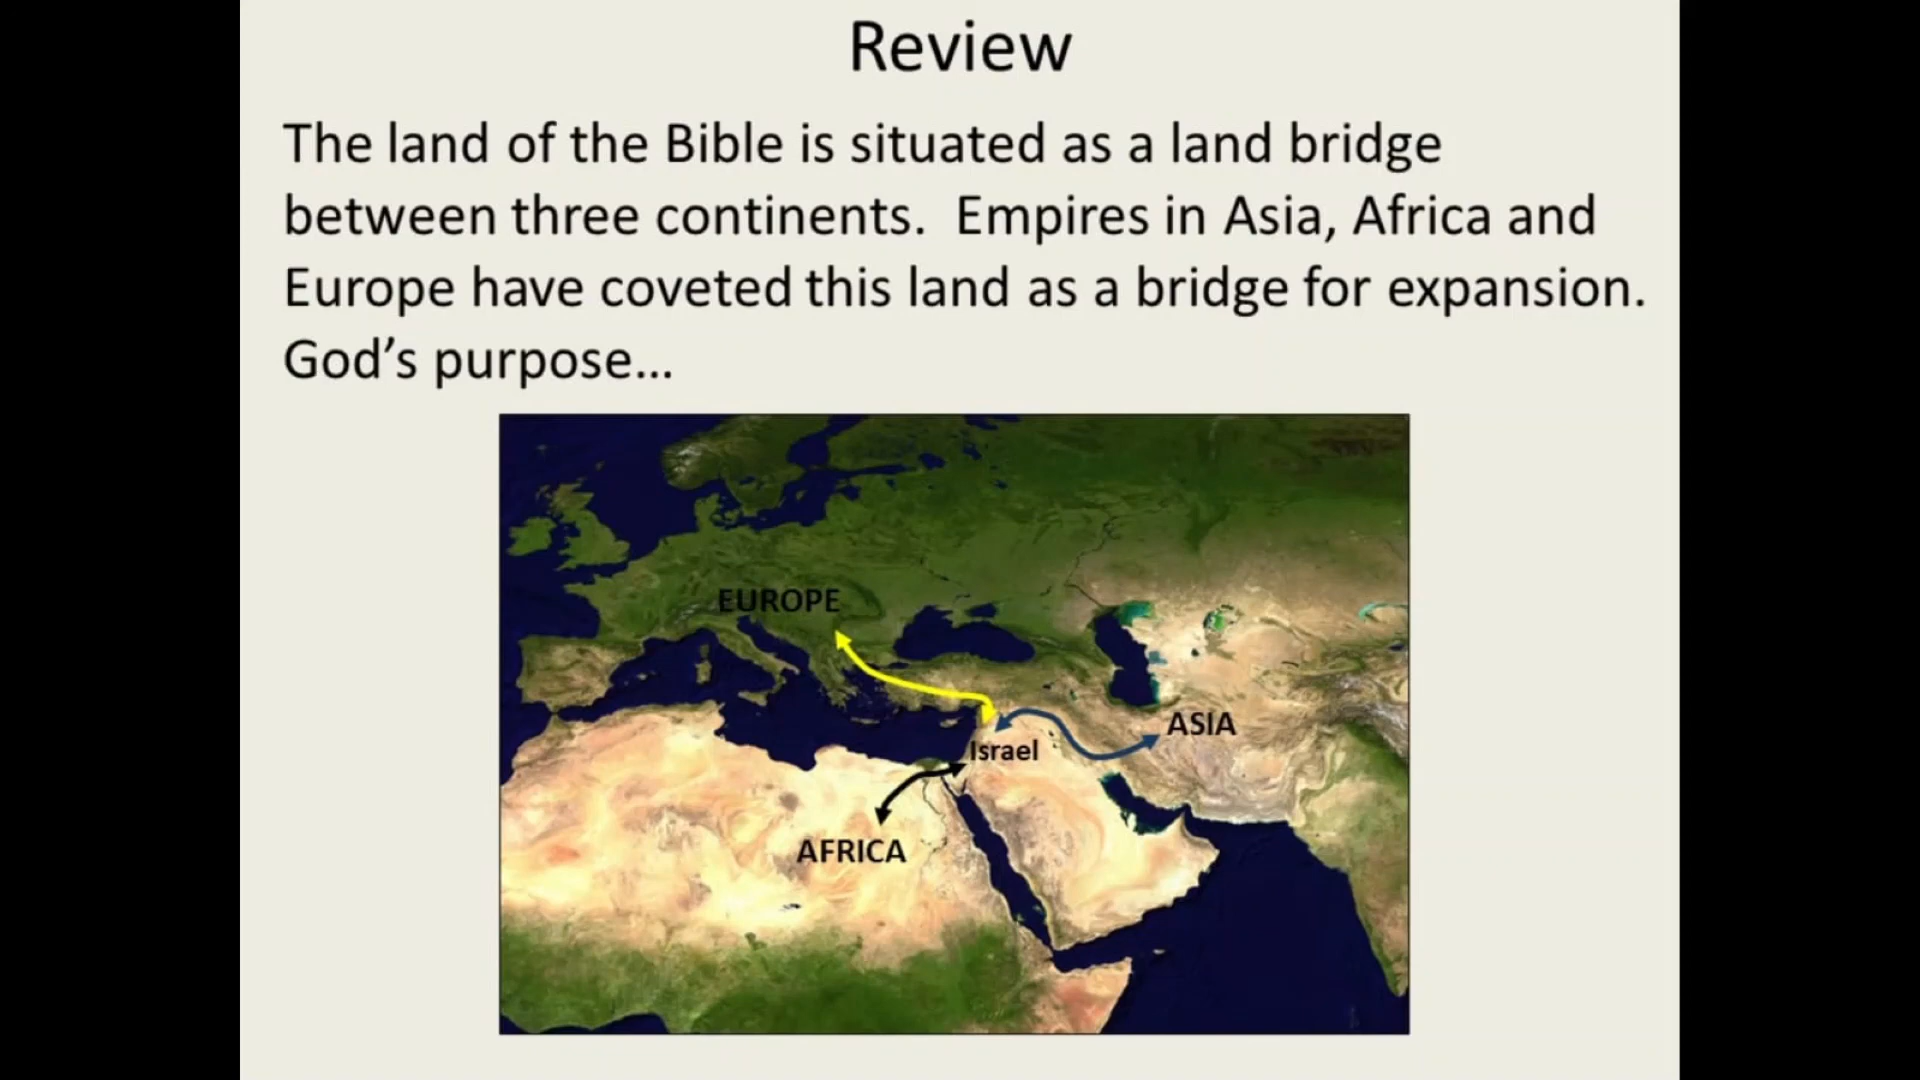 Review
The land of the Bible is situated as a land bridge
between three continents.  Empires in Asia, Africa and
Europe have coveted this land as a bridge for expansion.
God’s purpose…
EUROPE
ASIA
Israel
AFRICA